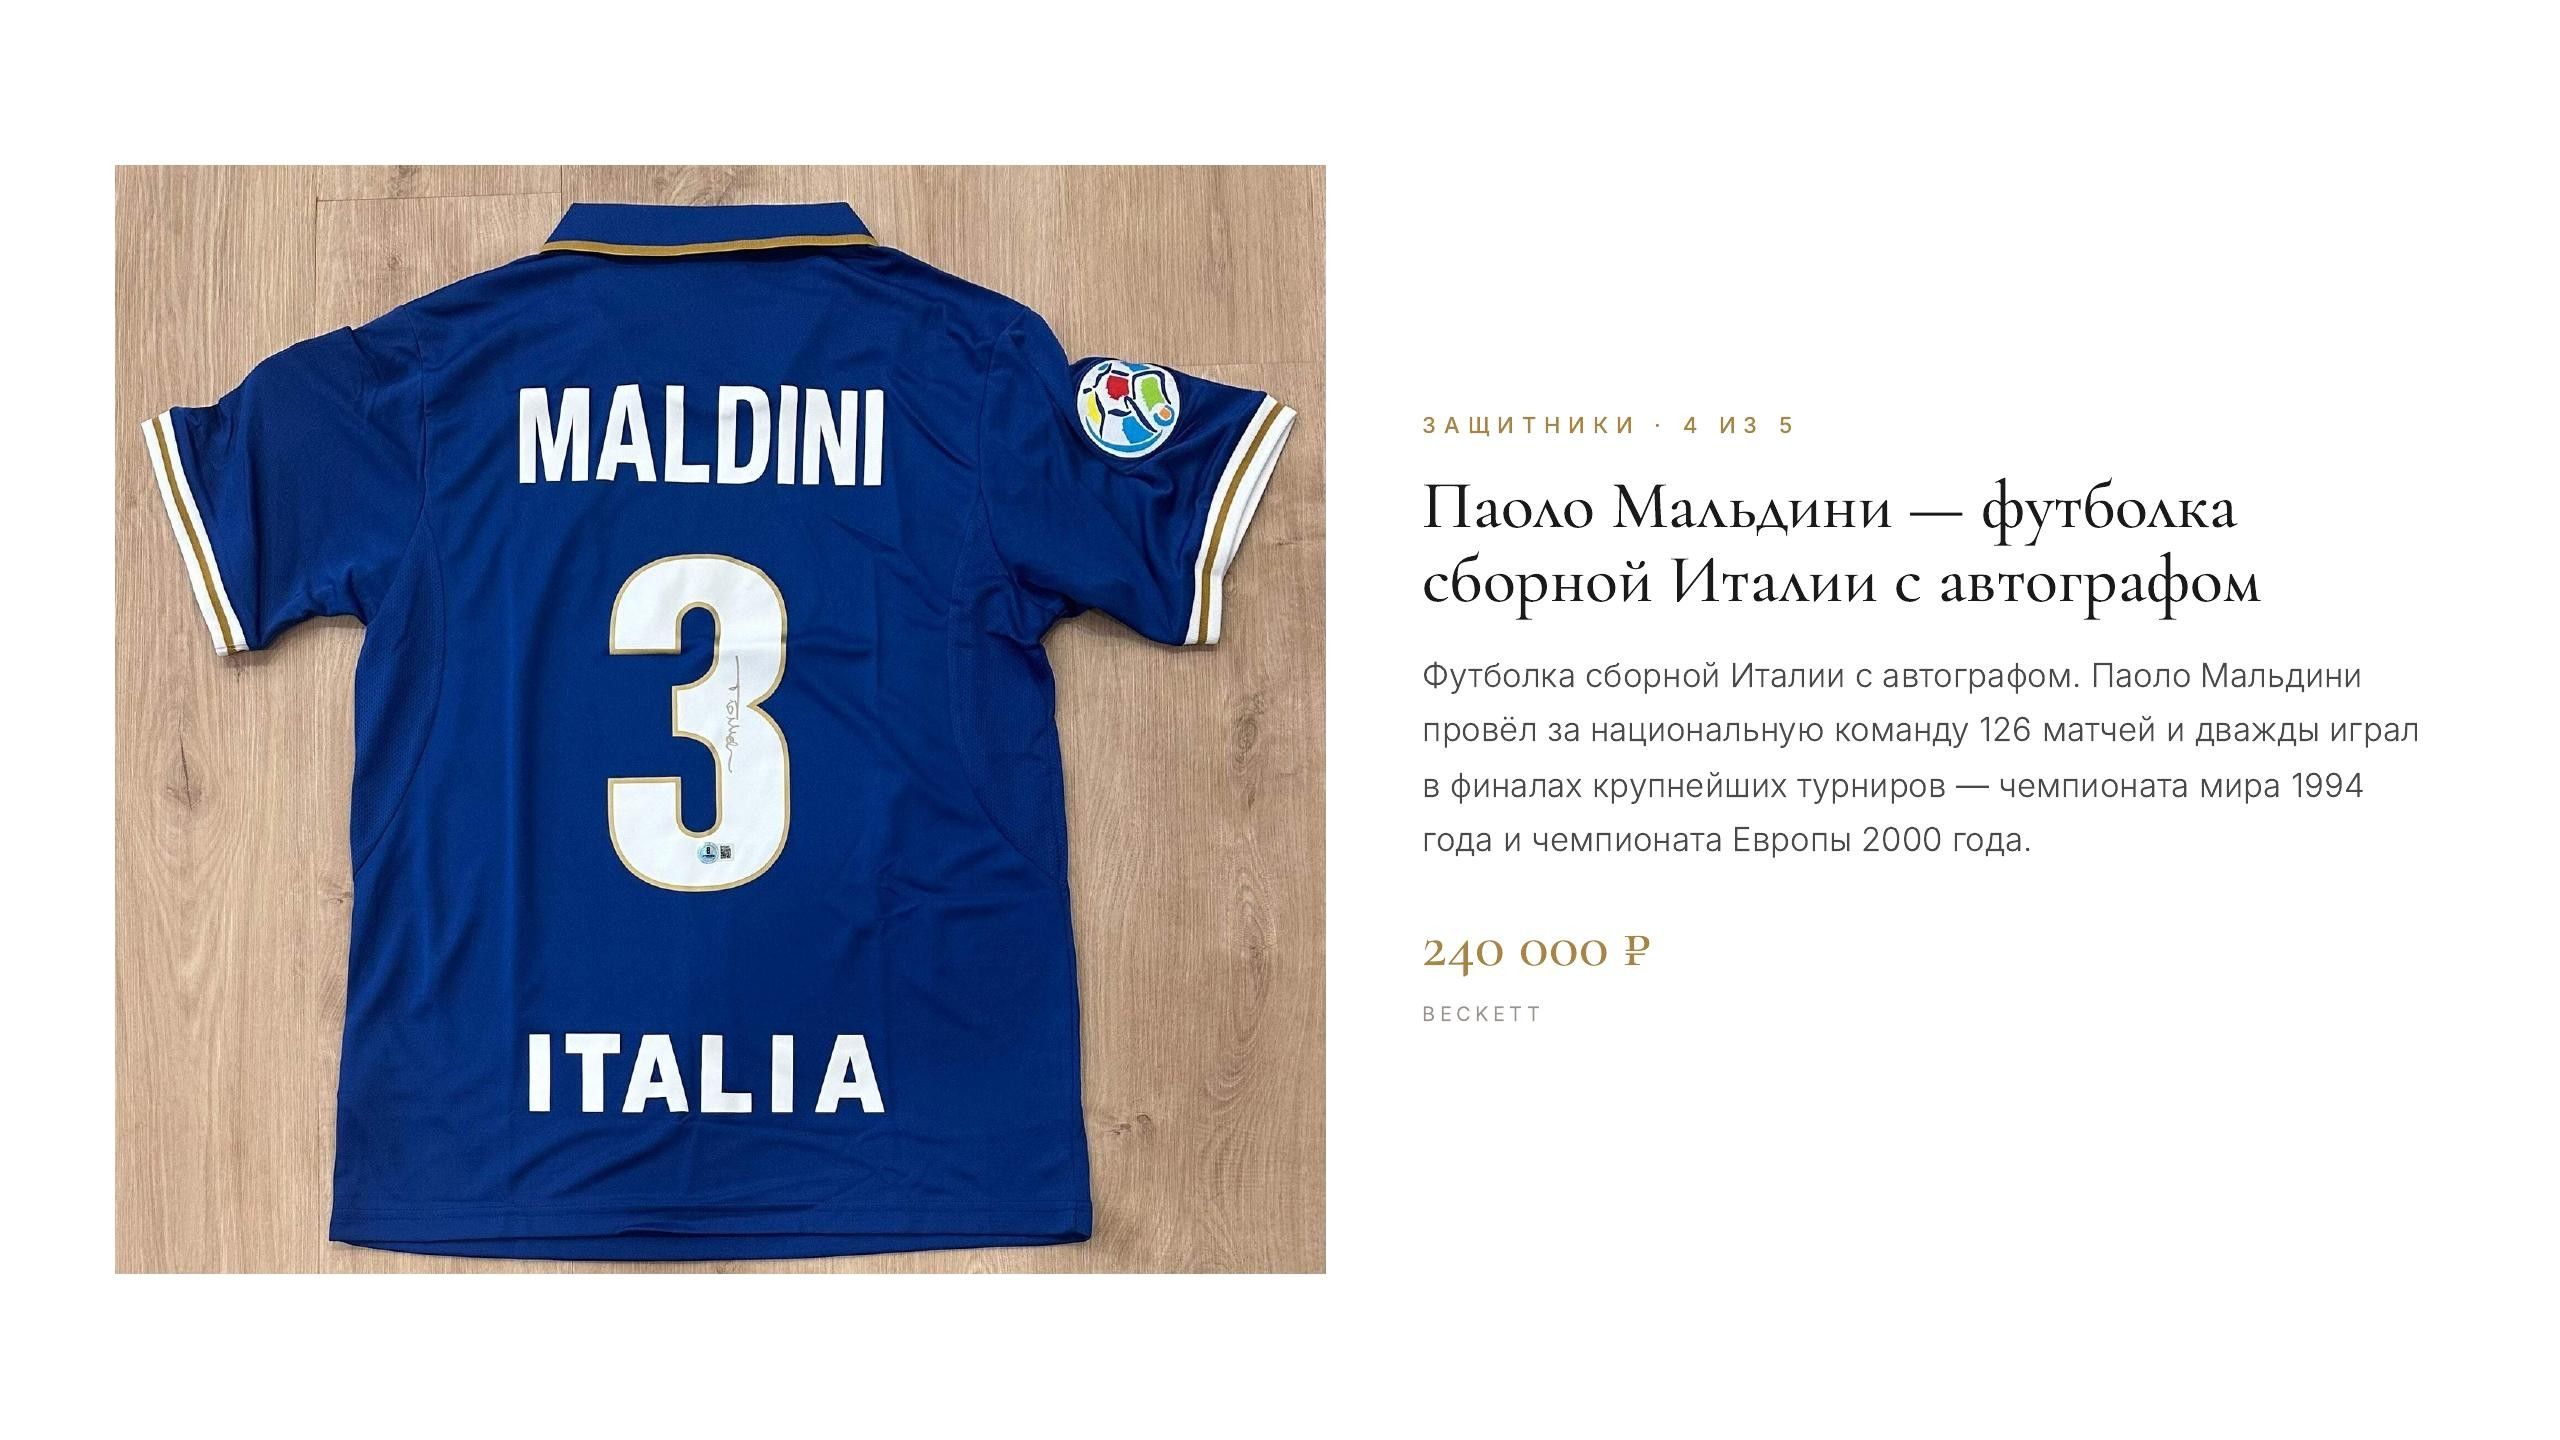 MALDINI
3
ITALIA
ЗАЩИТНИКИ · 4 ИЗ 5
Паоло Мальдини — футболка
сборной Италии с автографом
Футболка сборной Италии с автографом. Паоло Мальдини
провёл за национальную команду 126 матчей и дважды играл
в финалах крупнейших турниров — чемпионата мира 1994
года и чемпионата Европы 2000 года.
240 000 ₽
BECKETT